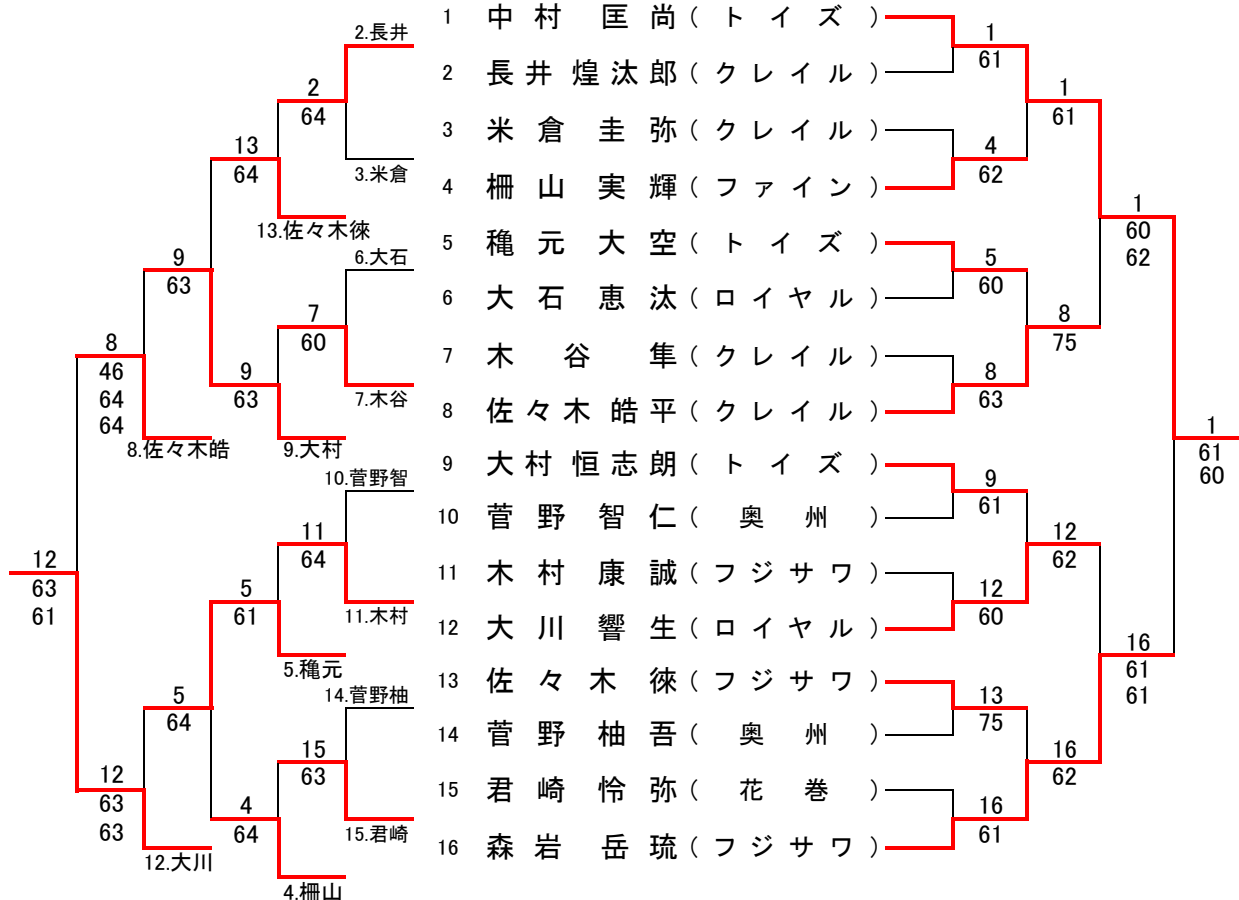 2.長井
2
64
3.米倉
13
64
13.佐々木徠
9
63
6.大石
7
60
7.木谷
9
63
9.大村
8
46
64
64
8.佐々木皓
12
63
61
10.菅野智
11
64
11.木村
5
61
5.穐元
5
64
14.菅野柚
15
63
15.君崎
4
64
4.柵山
12
63
63
12.大川
1 中村 匡尚(トイズ)
2 長井 煌汰郎(クレイル)
3 米倉 圭弥(クレイル)
4 柵山 実輝(ファイン)
5 穐元 大空(トイズ)
6 大石 恵汰(ロイヤル)
7 木谷 隼(クレイル)
8 佐々木 皓平(クレイル)
9 大村 恒志朗(トイズ)
10 菅野 智仁(奥州)
11 木村 康誠(フジサワ)
12 大川 響生(ロイヤル)
13 佐々木 徠(フジサワ)
14 菅野 柚吾(奥州)
15 君崎 怜弥(花巻)
16 森岩 岳琉(フジサワ)
1
61
4
62
1
61
5
60
8
63
8
75
1
60
62
9
61
12
60
12
62
13
75
16
61
16
62
16
61
61
1
61
60